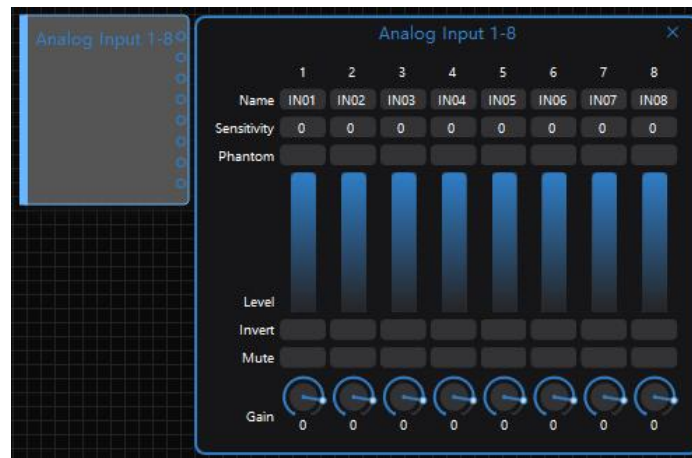 Analog Input 1-8
Analog Input 1-8
1 2 3 4 5 6 7 8
Name IN01 IN02 IN03 IN04 IN05 IN06 IN07 IN08
Sensitivity 0 0 0 0 0 0 0 0
Phantom
Level
Invert
Mute
Gain
0 0 0 0 0 0 0 0